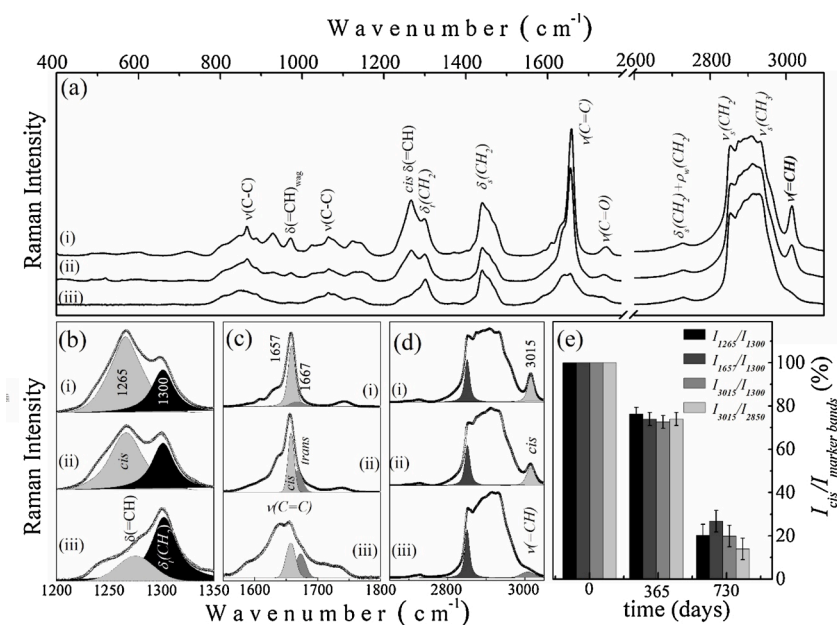 Wavenumber (cm⁻¹)
400 600 800 1000 1200 1400 1600 2600 2800 3000
(a)
Raman Intensity
ν(C-C)
δ(=CH)wag
ν(C-C)
cis δ(=CH)
δt(CH2)
δs(CH2)
ν(C=C)
ν(C=O)
δs(CH2)+ρw(CH2)
νs(CH2)
νs(CH3)
ν(=CH)
(i)
(ii)
(iii)
(b)
(i)
1265
1300
(ii)
cis
(iii)
δ(=CH)
1200 1250 1300 1350
(c)
1657
1667
(i)
cis
trans
(ii)
ν(C=C)
(iii)
1600 1700 1800
(d)
3015
(i)
(ii)
cis
(iii)
ν(-CH)
2800 3000
Raman Intensity
Wavenumber (cm⁻¹)
(e)
I1265/I1300
I1657/I1300
I3015/I1300
I3015/I2850
100
80
60
40
20
0
Icis/Imarker bands (%)
0 365 730
time (days)